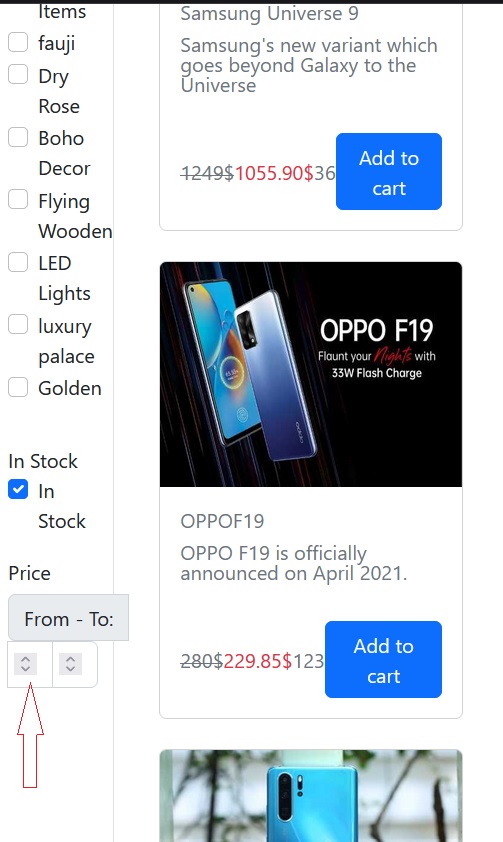 Items
fauji
Dry
Rose
Boho
Decor
Flying
Wooden
LED
Lights
luxury
palace
Golden
In Stock
In
Stock
Price
From - To:
Samsung Universe 9
Samsung's new variant which
goes beyond Galaxy to the
Universe
1249$1055.90$36
Add to
cart
OPPO F19
Flaunt your Nights with
33W Flash Charge
OPPOF19
OPPO F19 is officially
announced on April 2021.
280$229.85$123
Add to
cart